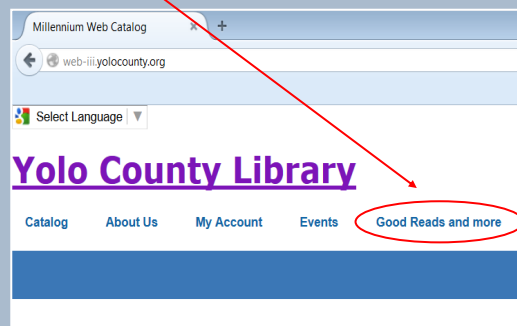 Millennium Web Catalog × +
web-iii.yolocounty.org
Select Language ▼
Yolo County Library
Catalog About Us My Account Events Good Reads and more